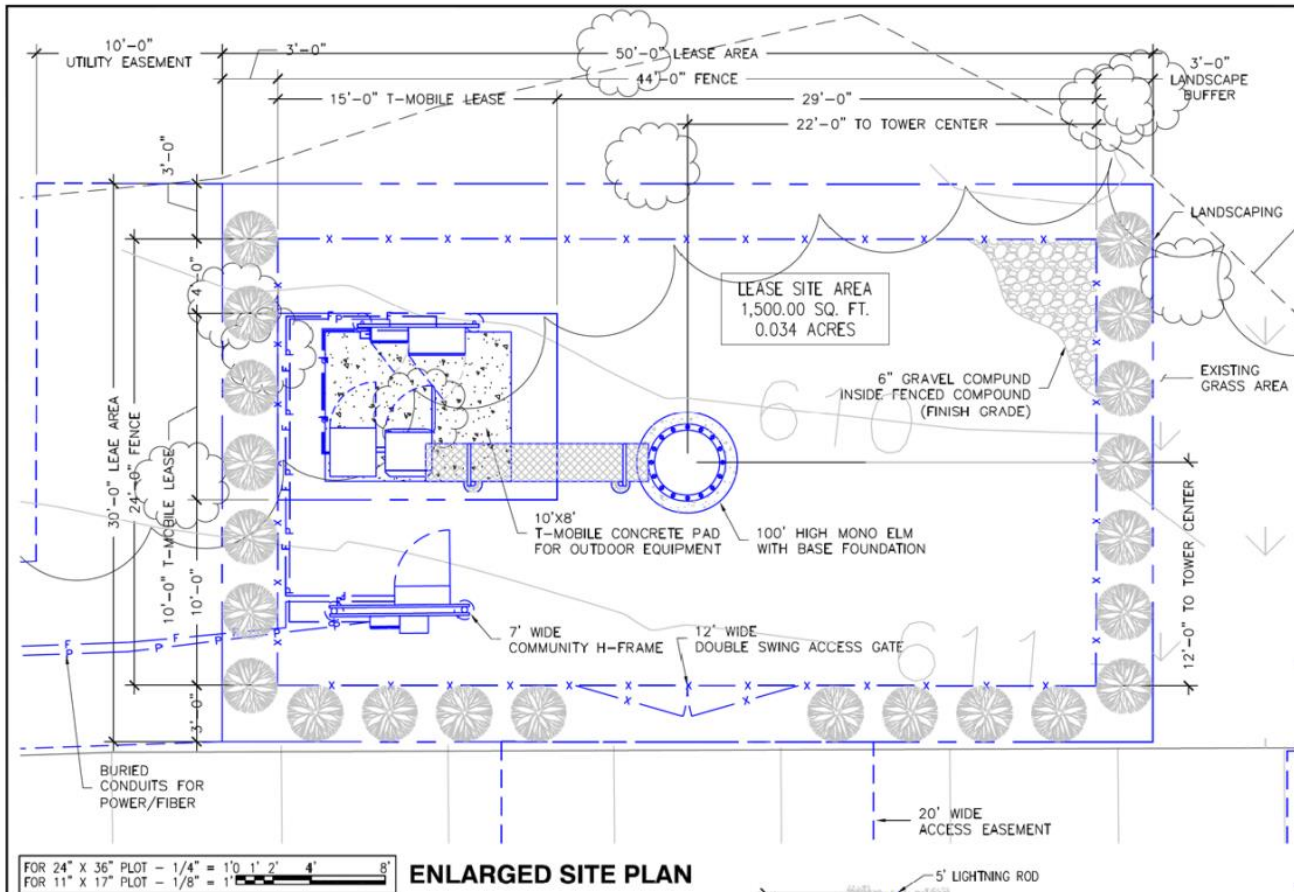 10'-0"
UTILITY EASEMENT
3'-0"
50'-0" LEASE AREA
44'-0" FENCE
3'-0"
LANDSCAPE
BUFFER
15'-0" T-MOBILE LEASE
29'-0"
22'-0" TO TOWER CENTER
3'-0"
LANDSCAPING
4'-0"
LEASE SITE AREA
1,500.00 SQ. FT.
0.034 ACRES
6" GRAVEL COMPUND
INSIDE FENCED COMPOUND
(FINISH GRADE)
EXISTING
GRASS AREA
610
30'-0" LEAE AREA
24'-0" FENCE
10'-0" T-MOBILE LEASE
10'-0"
10'X8'
T-MOBILE CONCRETE PAD
FOR OUTDOOR EQUIPMENT
100' HIGH MONO ELM
WITH BASE FOUNDATION
12'-0" TO TOWER CENTER
7' WIDE
COMMUNITY H-FRAME
12' WIDE
DOUBLE SWING ACCESS GATE
611
3'-0"
BURIED
CONDUITS FOR
POWER/FIBER
20' WIDE
ACCESS EASEMENT
FOR 24" X 36" PLOT - 1/4" = 1'
FOR 11" X 17" PLOT - 1/8" = 1'
0 1' 2' 4' 8'
ENLARGED SITE PLAN
5' LIGHTNING ROD